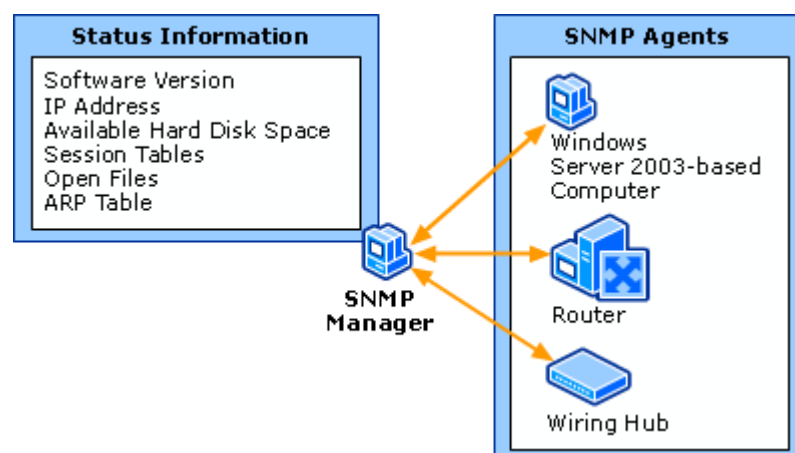 Status Information
Software Version
IP Address
Available Hard Disk Space
Session Tables
Open Files
ARP Table
SNMP
Manager
SNMP Agents
Windows
Server 2003-based
Computer
Router
Wiring Hub